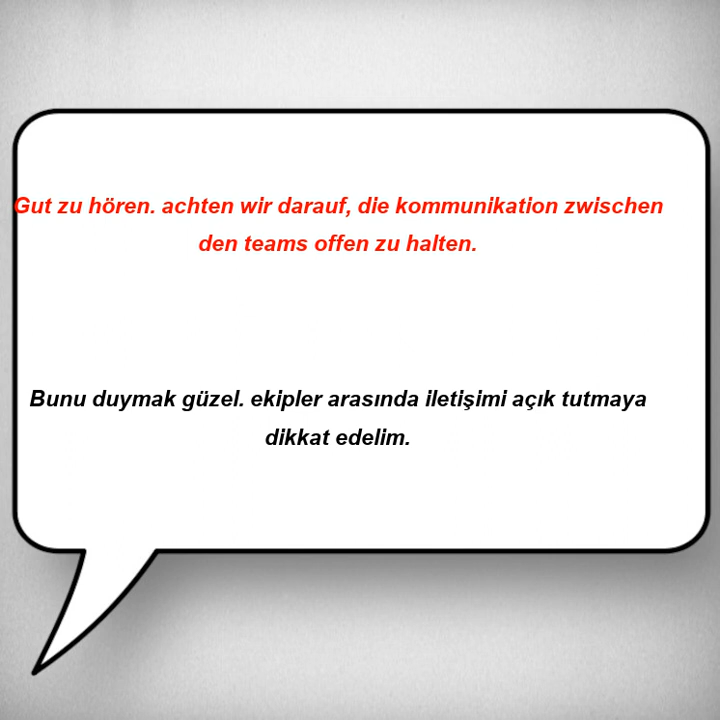 Gut zu hören. achten wir darauf, die kommunikation zwischen
den teams offen zu halten.
Bunu duymak güzel. ekipler arasında iletişimi açık tutmaya
dikkat edelim.